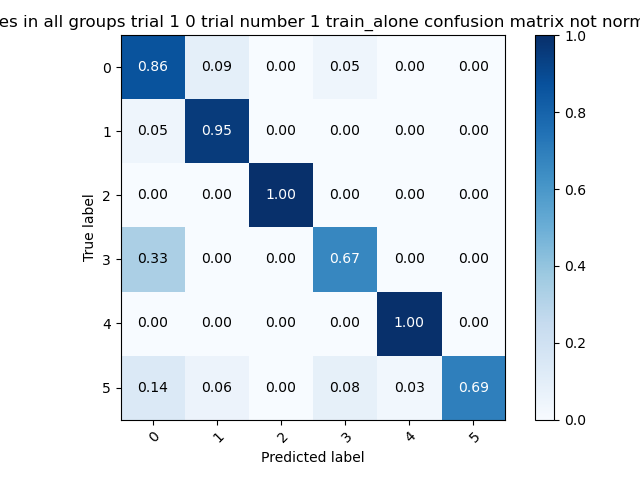 es in all groups trial 1 0 trial number 1 train_alone confusion matrix not norm
0 0.86 0.09 0.00 0.05 0.00 0.00
1 0.05 0.95 0.00 0.00 0.00 0.00
2 0.00 0.00 1.00 0.00 0.00 0.00
3 0.33 0.00 0.00 0.67 0.00 0.00
4 0.00 0.00 0.00 0.00 1.00 0.00
5 0.14 0.06 0.00 0.08 0.03 0.69
True label
0 1 2 3 4 5
Predicted label
1.0
0.8
0.6
0.4
0.2
0.0